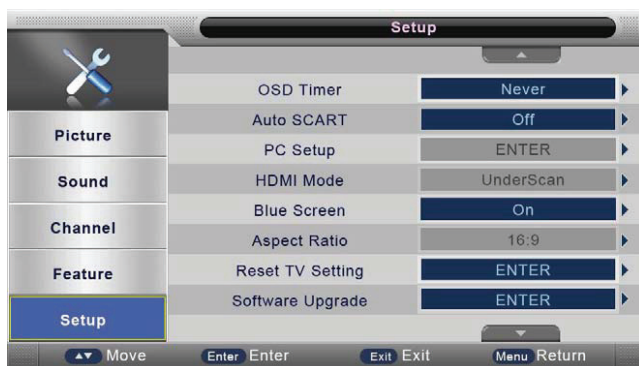 Setup
OSD Timer Never
Auto SCART Off
Picture
PC Setup ENTER
Sound
HDMI Mode UnderScan
Blue Screen On
Channel
Aspect Ratio 16:9
Feature
Reset TV Setting ENTER
Software Upgrade ENTER
Setup
Move Enter Enter Exit Exit Menu Return